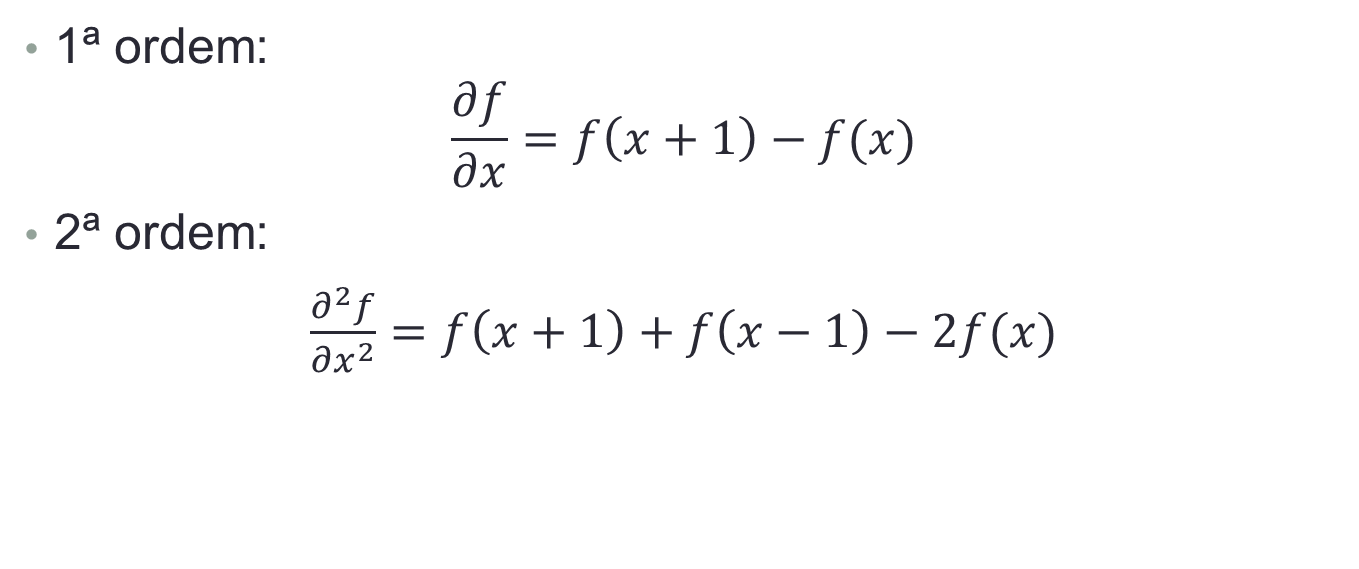 • 1ª ordem:
∂f/∂x = f(x + 1) − f(x)
• 2ª ordem:
∂²f/∂x² = f(x + 1) + f(x − 1) − 2f(x)